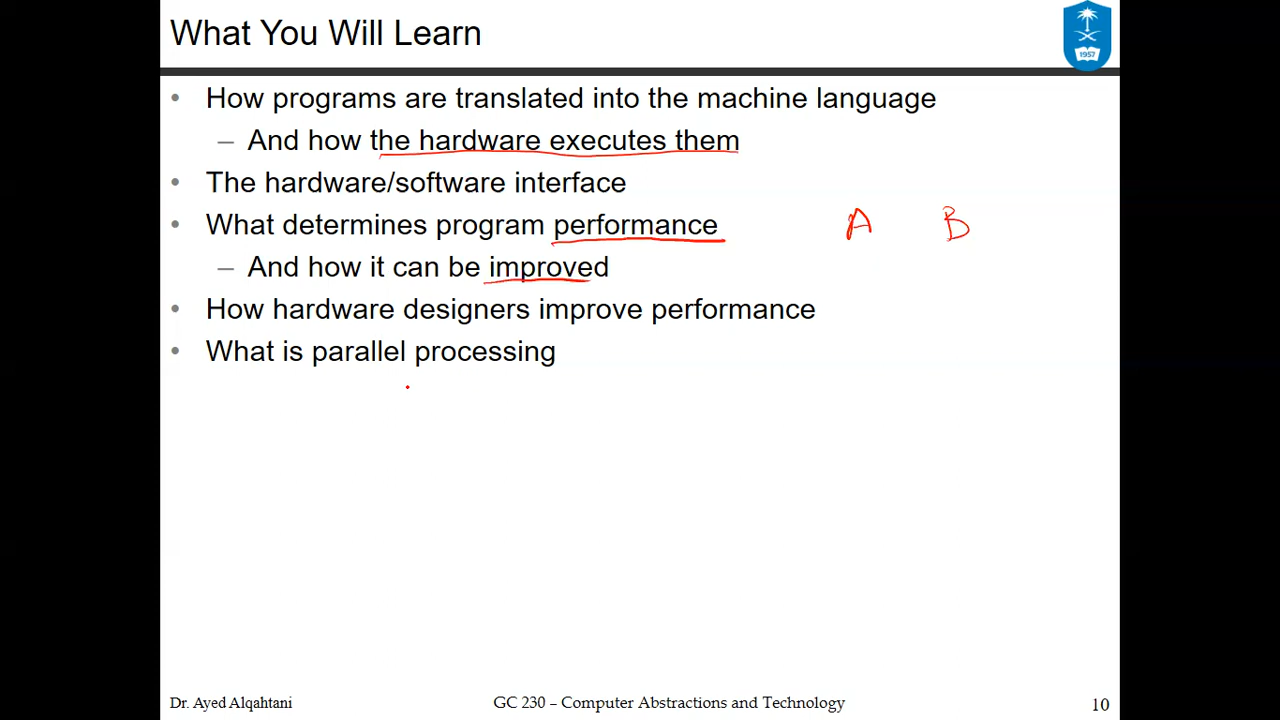 What You Will Learn
1957
• How programs are translated into the machine language
– And how the hardware executes them
• The hardware/software interface
• What determines program performance A B
– And how it can be improved
• How hardware designers improve performance
• What is parallel processing
Dr. Ayed Alqahtani GC 230 – Computer Abstractions and Technology 10